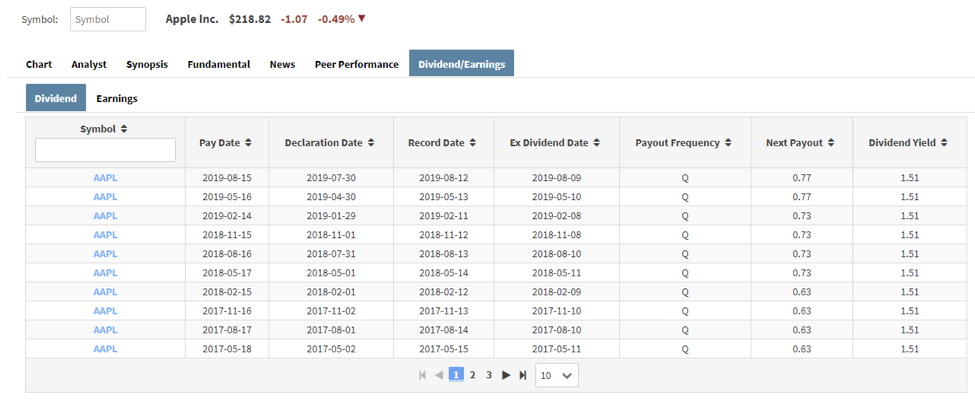 Symbol: Symbol Apple Inc. $218.82 -1.07 -0.49%▼
Chart Analyst Synopsis Fundamental News Peer Performance Dividend/Earnings
Dividend Earnings
Symbol Pay Date Declaration Date Record Date Ex Dividend Date Payout Frequency Next Payout Dividend Yield
AAPL 2019-08-15 2019-07-30 2019-08-12 2019-08-09 Q 0.77 1.51
AAPL 2019-05-16 2019-04-30 2019-05-13 2019-05-10 Q 0.77 1.51
AAPL 2019-02-14 2019-01-29 2019-02-11 2019-02-08 Q 0.73 1.51
AAPL 2018-11-15 2018-11-01 2018-11-12 2018-11-08 Q 0.73 1.51
AAPL 2018-08-16 2018-07-31 2018-08-13 2018-08-10 Q 0.73 1.51
AAPL 2018-05-17 2018-05-01 2018-05-14 2018-05-11 Q 0.73 1.51
AAPL 2018-02-15 2018-02-01 2018-02-12 2018-02-09 Q 0.63 1.51
AAPL 2017-11-16 2017-11-02 2017-11-13 2017-11-10 Q 0.63 1.51
AAPL 2017-08-17 2017-08-01 2017-08-14 2017-08-10 Q 0.63 1.51
AAPL 2017-05-18 2017-05-02 2017-05-15 2017-05-11 Q 0.63 1.51
1 2 3 10